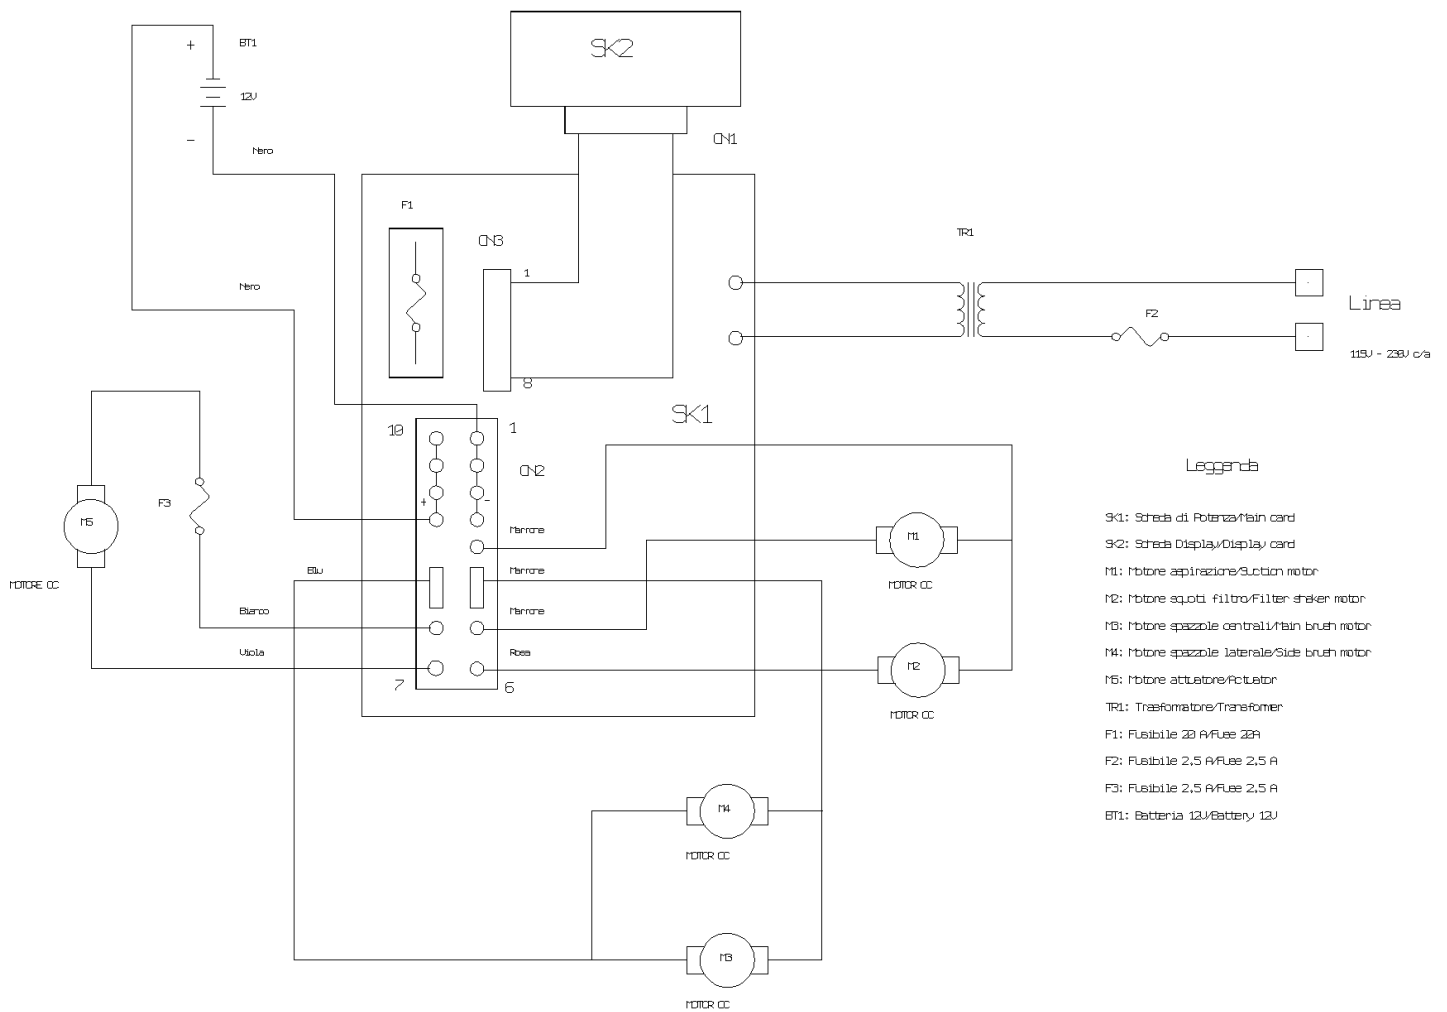 SK2
+
BT1
12V
-
CN1
Nero
F1
TR1
CN3
1
Nero
Linea
F2
115V - 230V c/a
8
SK1
10
1
Legganda
CN2
+
-
F3
M5
SK1: Scheda di Potenza/Main card
Marrone
M1
SK2: Scheda Display/Display card
Blu
Marrone
M1: Motore aspirazione/Suction motor
MOTORE CC
MOTOR CC
M2: Motore squoti filtro/Filter shaker motor
Bianco
Marrone
M3: Motore spazzole centrali/Main brush motor
Viola
Rosa
M4: Motore spazzole laterale/Side brush motor
M2
M5: Motore attuatore/Actuator
7
6
TR1: Trasformatore/Transformer
MOTOR CC
F1: Fusibile 20 A/Fuse 20A
F2: Fusibile 2,5 A/Fuse 2,5 A
F3: Fusibile 2,5 A/Fuse 2,5 A
M4
BT1: Batteria 12V/Battery 12V
MOTOR CC
M3
MOTOR CC